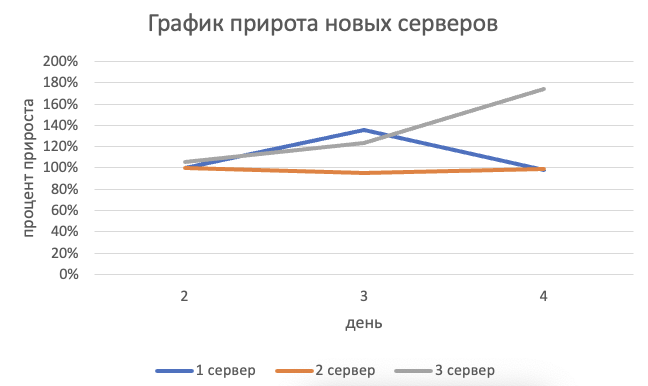 График прирота новых серверов
200%
180%
160%
140%
120%
100%
80%
60%
40%
20%
0%
процент прироста
2 3 4
день
1 сервер 2 сервер 3 сервер